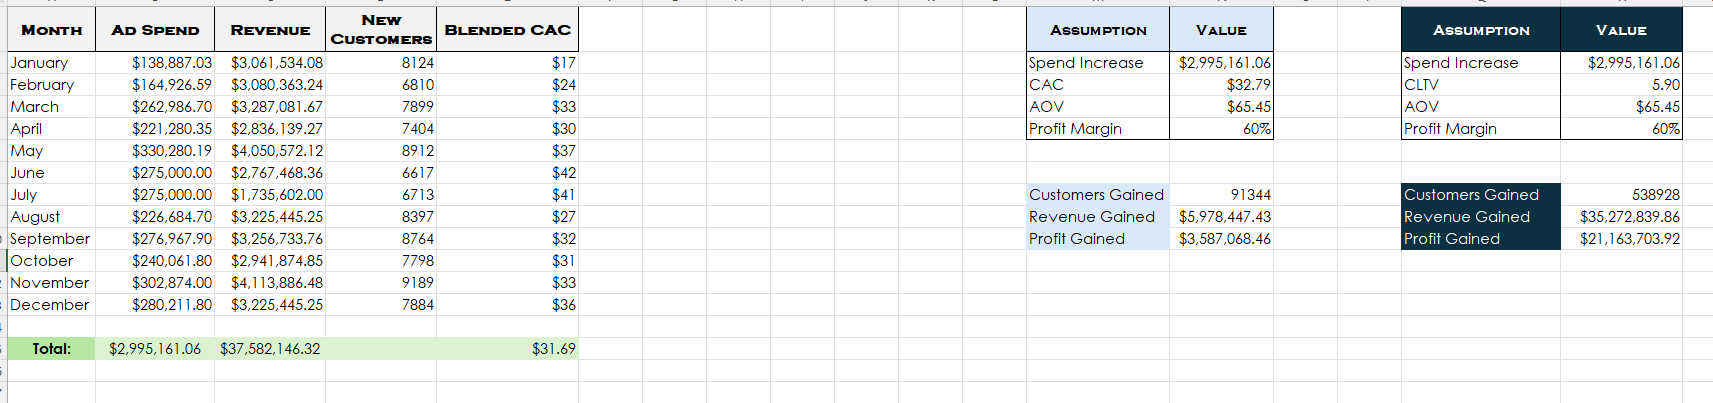 Month Ad Spend Revenue New Customers Blended CAC Assumption Value Assumption Value
January $138,887.03 $3,061,534.08 8124 $17 Spend Increase $2,995,161.06 Spend Increase $2,995,161.06
February $164,926.59 $3,080,363.24 6810 $24 CAC $32.79 CLTV 5.90
March $262,986.70 $3,287,081.67 7899 $33 AOV $65.45 AOV $65.45
April $221,280.35 $2,836,139.27 7404 $30 Profit Margin 60% Profit Margin 60%
May $330,280.19 $4,050,572.12 8912 $37
June $275,000.00 $2,767,468.36 6617 $42
July $275,000.00 $1,735,602.00 6713 $41 Customers Gained 91344 Customers Gained 538928
August $226,684.70 $3,225,445.25 8397 $27 Revenue Gained $5,978,447.43 Revenue Gained $35,272,839.86
September $276,967.90 $3,256,733.76 8764 $32 Profit Gained $3,587,068.46 Profit Gained $21,163,703.92
October $240,061.80 $2,941,874.85 7798 $31
November $302,874.00 $4,113,886.48 9189 $33
December $280,211.80 $3,225,445.25 7884 $36
Total: $2,995,161.06 $37,582,146.32 $31.69